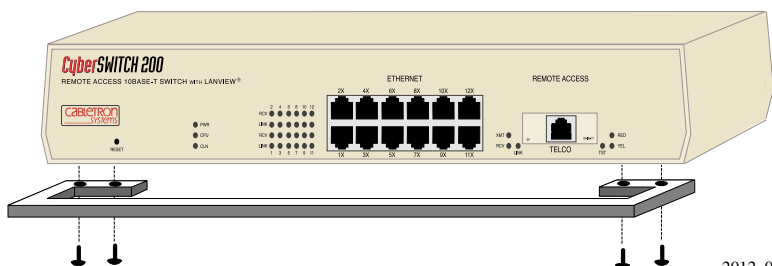 CyberSWITCH 200
REMOTE ACCESS 10BASE-T SWITCH WITH LANVIEW®
CABLETRON
SYSTEMS
RESET
PWR
CPU
CLN
2 4 6 8 10 12
RCV
LINK
RCV
LINK
1 3 5 7 9 11
ETHERNET
2X 4X 6X 8X 10X 12X
1X 3X 5X 7X 9X 11X
REMOTE ACCESS
XMT
RCV
LINK
TELCO
RED
YEL
TST